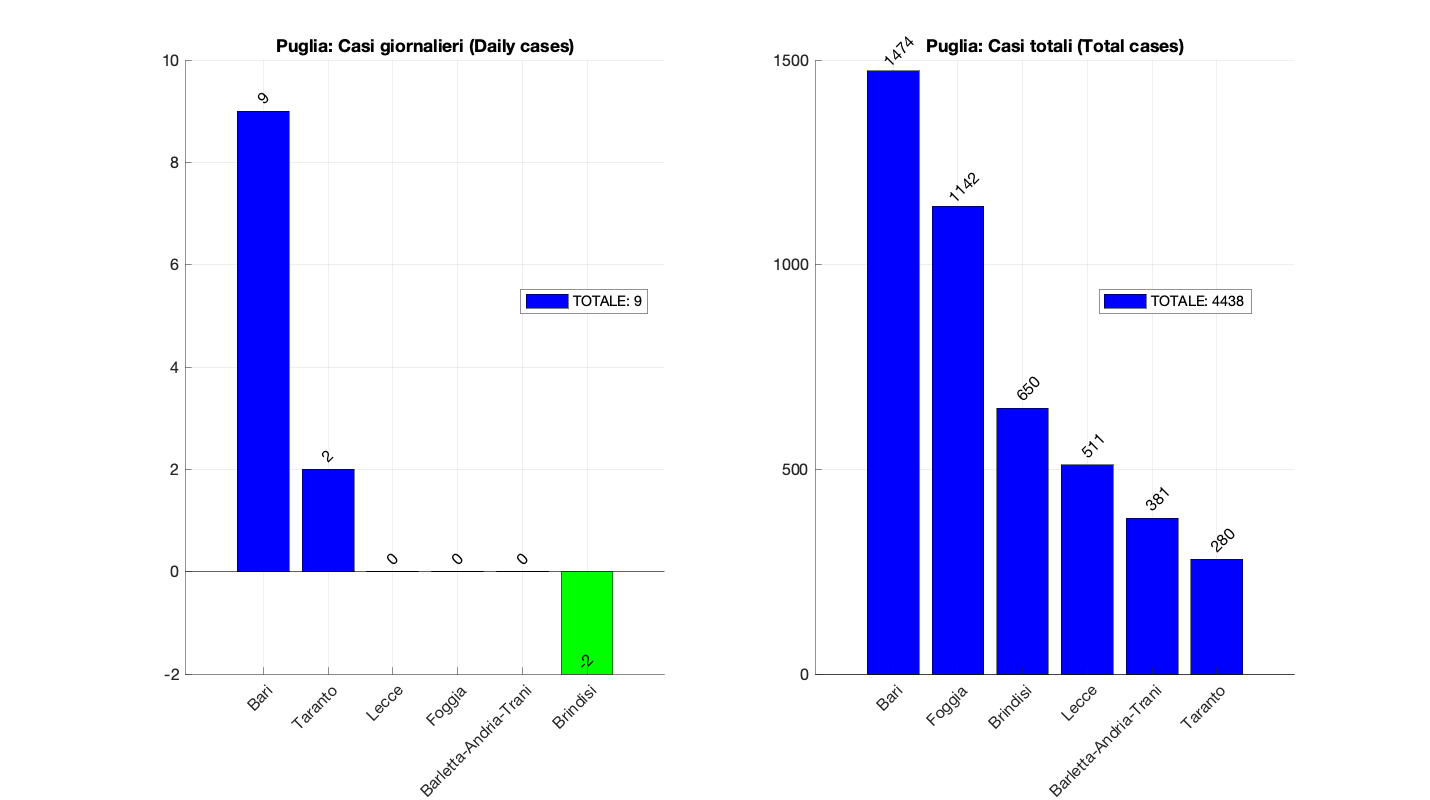 Puglia: Casi giornalieri (Daily cases)
10
8
6
4
2
0
-2
9
2
0
0
0
-2
TOTALE: 9
Bari
Taranto
Lecce
Foggia
Barletta-Andria-Trani
Brindisi
Puglia: Casi totali (Total cases)
1500
1000
500
0
1474
1142
650
511
381
280
TOTALE: 4438
Bari
Foggia
Brindisi
Lecce
Barletta-Andria-Trani
Taranto